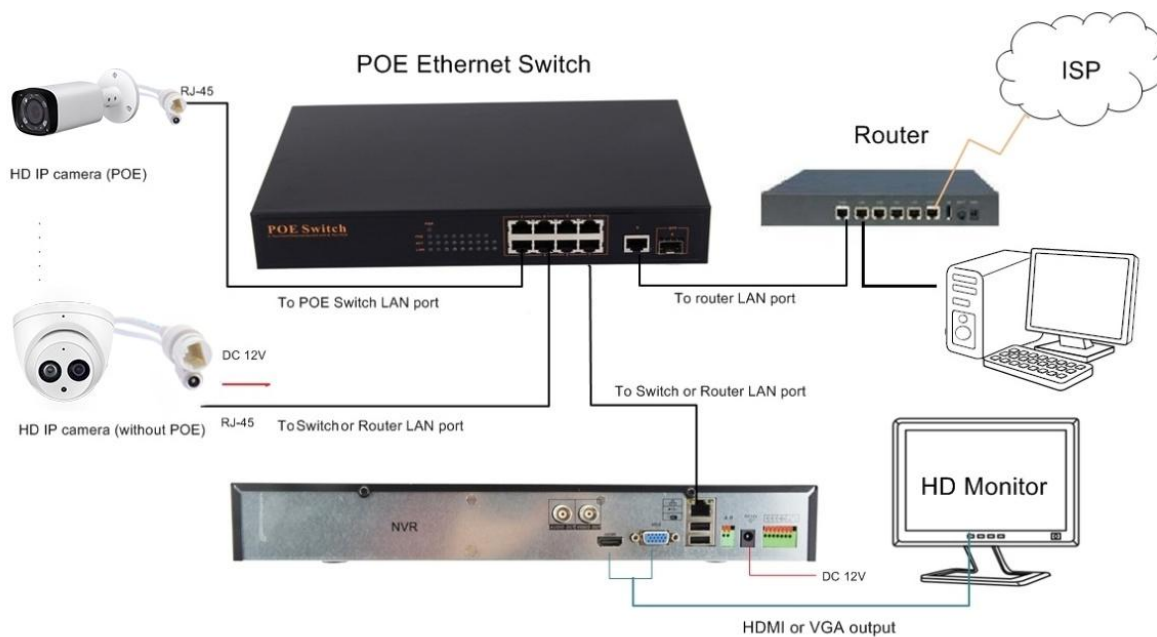 POE Ethernet Switch
ISP
RJ-45
Router
HD IP camera (POE)
POE Switch
To POE Switch LAN port
To router LAN port
DC 12V
HD IP camera (without POE)
RJ-45
To Switch or Router LAN port
To Switch or Router LAN port
HD Monitor
NVR
DC 12V
HDMI or VGA output